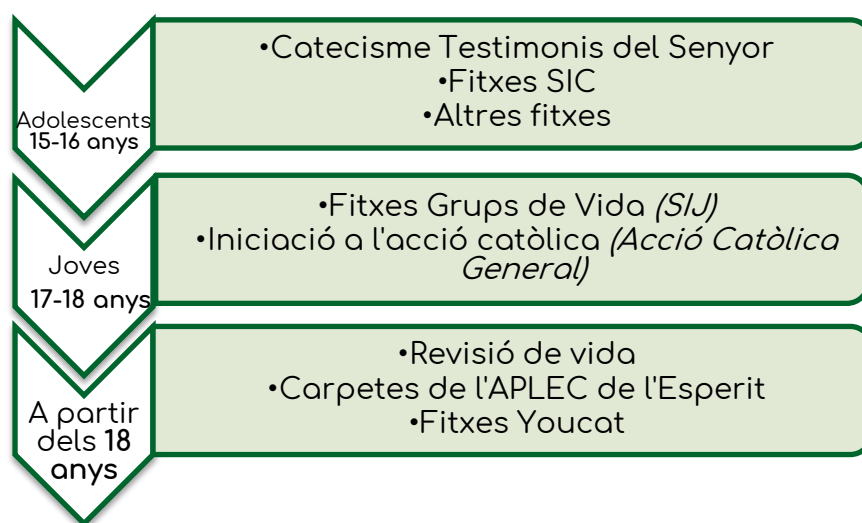 Adolescents
15-16 anys
•Catecisme Testimonis del Senyor
•Fitxes SIC
•Altres fitxes
Joves
17-18 anys
•Fitxes Grups de Vida (SIJ)
•Iniciació a l'acció catòlica (Acció Catòlica
General)
A partir
dels 18
anys
•Revisió de vida
•Carpetes de l'APLEC de l'Esperit
•Fitxes Youcat